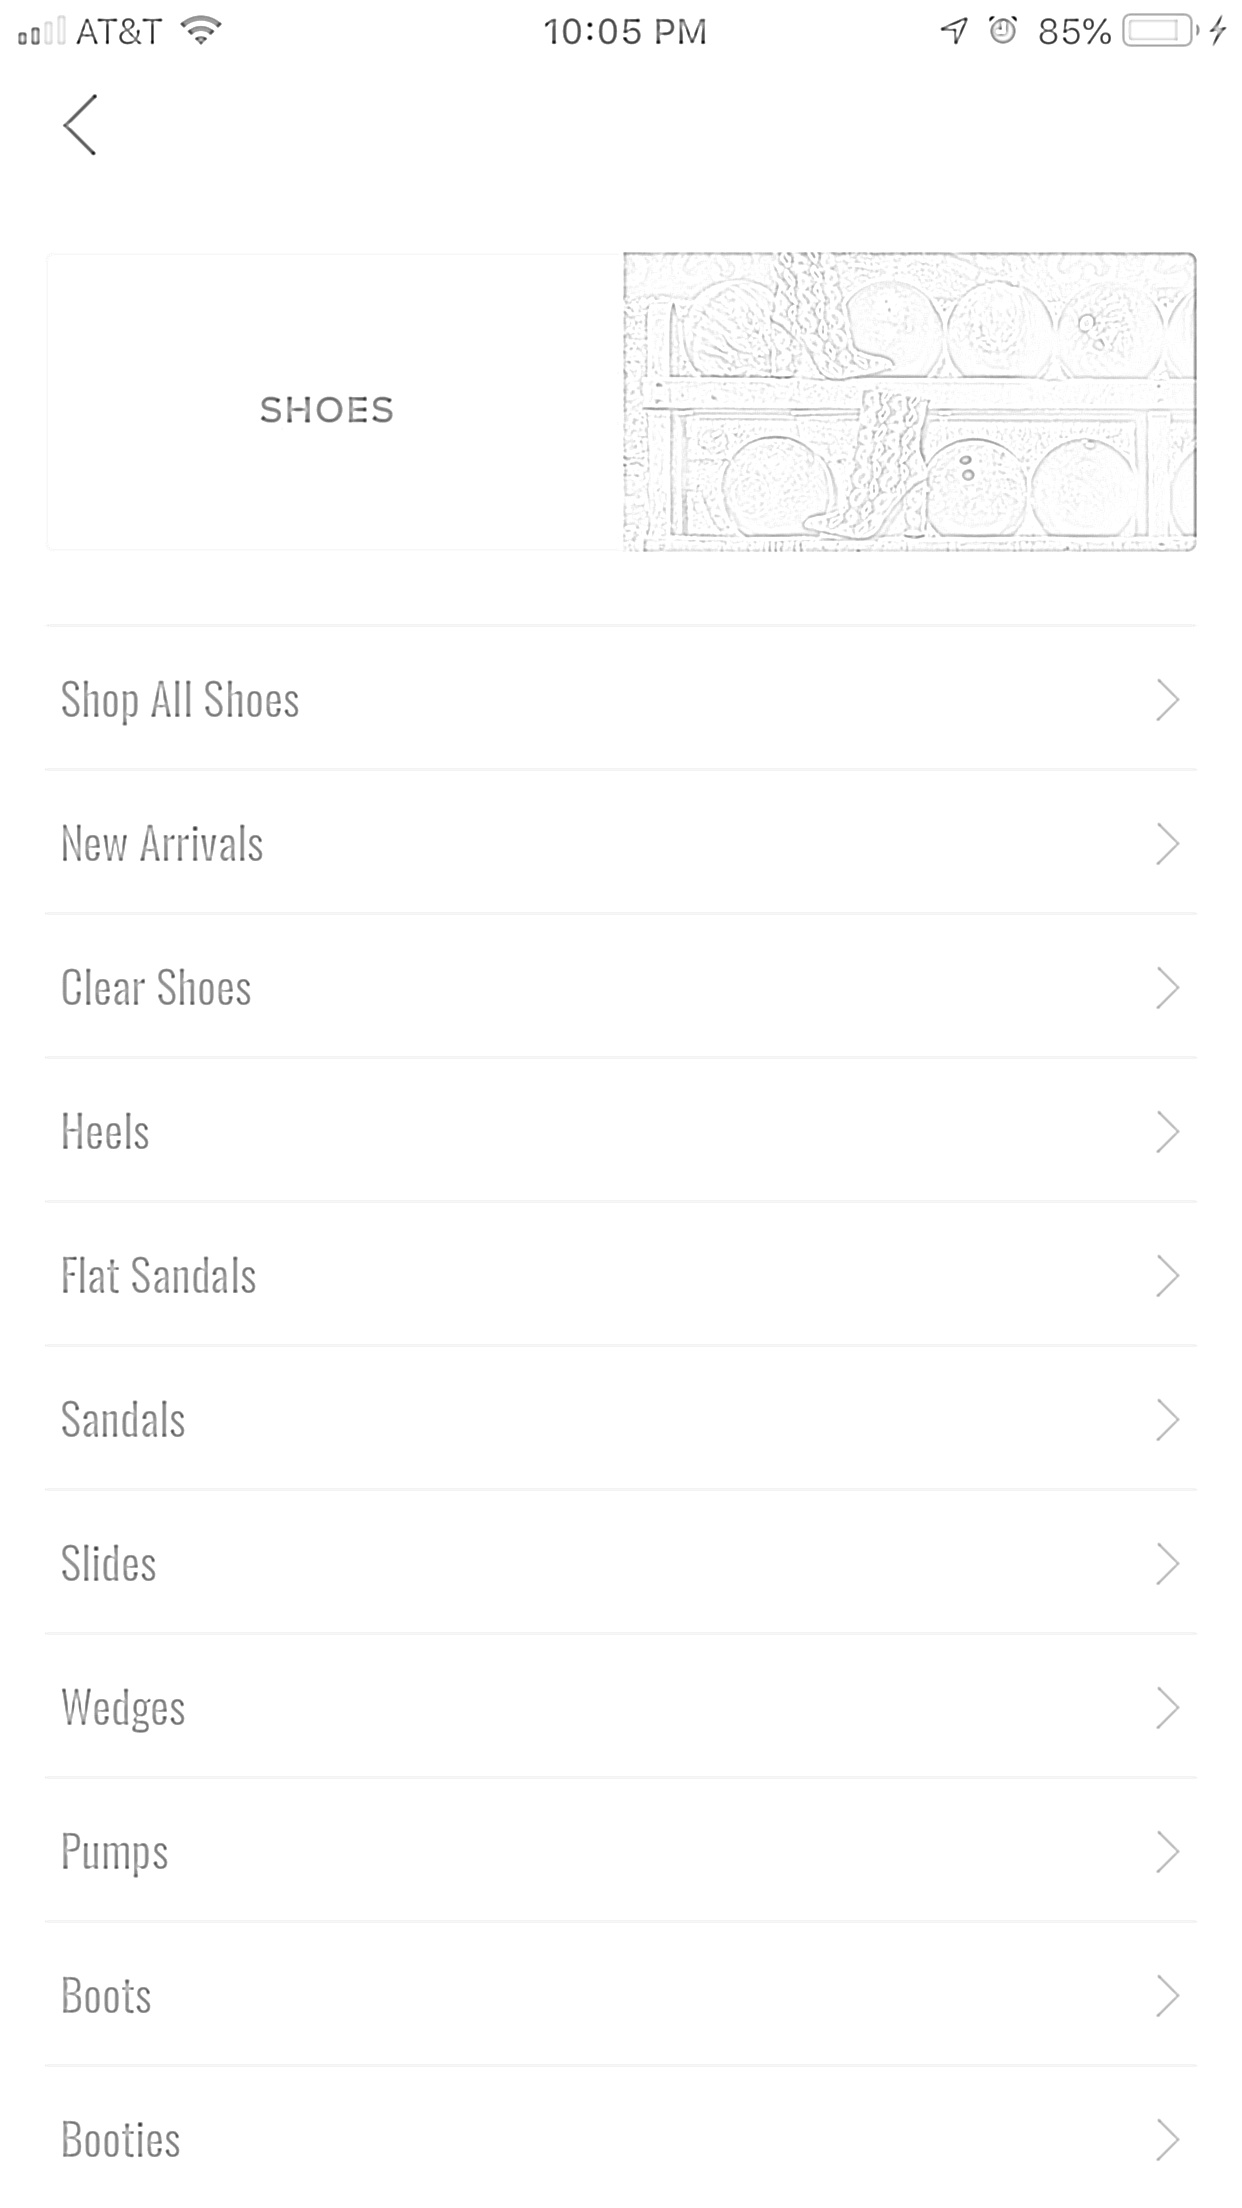 AT&T 10:05 PM 85%
SHOES
Shop All Shoes
New Arrivals
Clear Shoes
Heels
Flat Sandals
Sandals
Slides
Wedges
Pumps
Boots
Booties